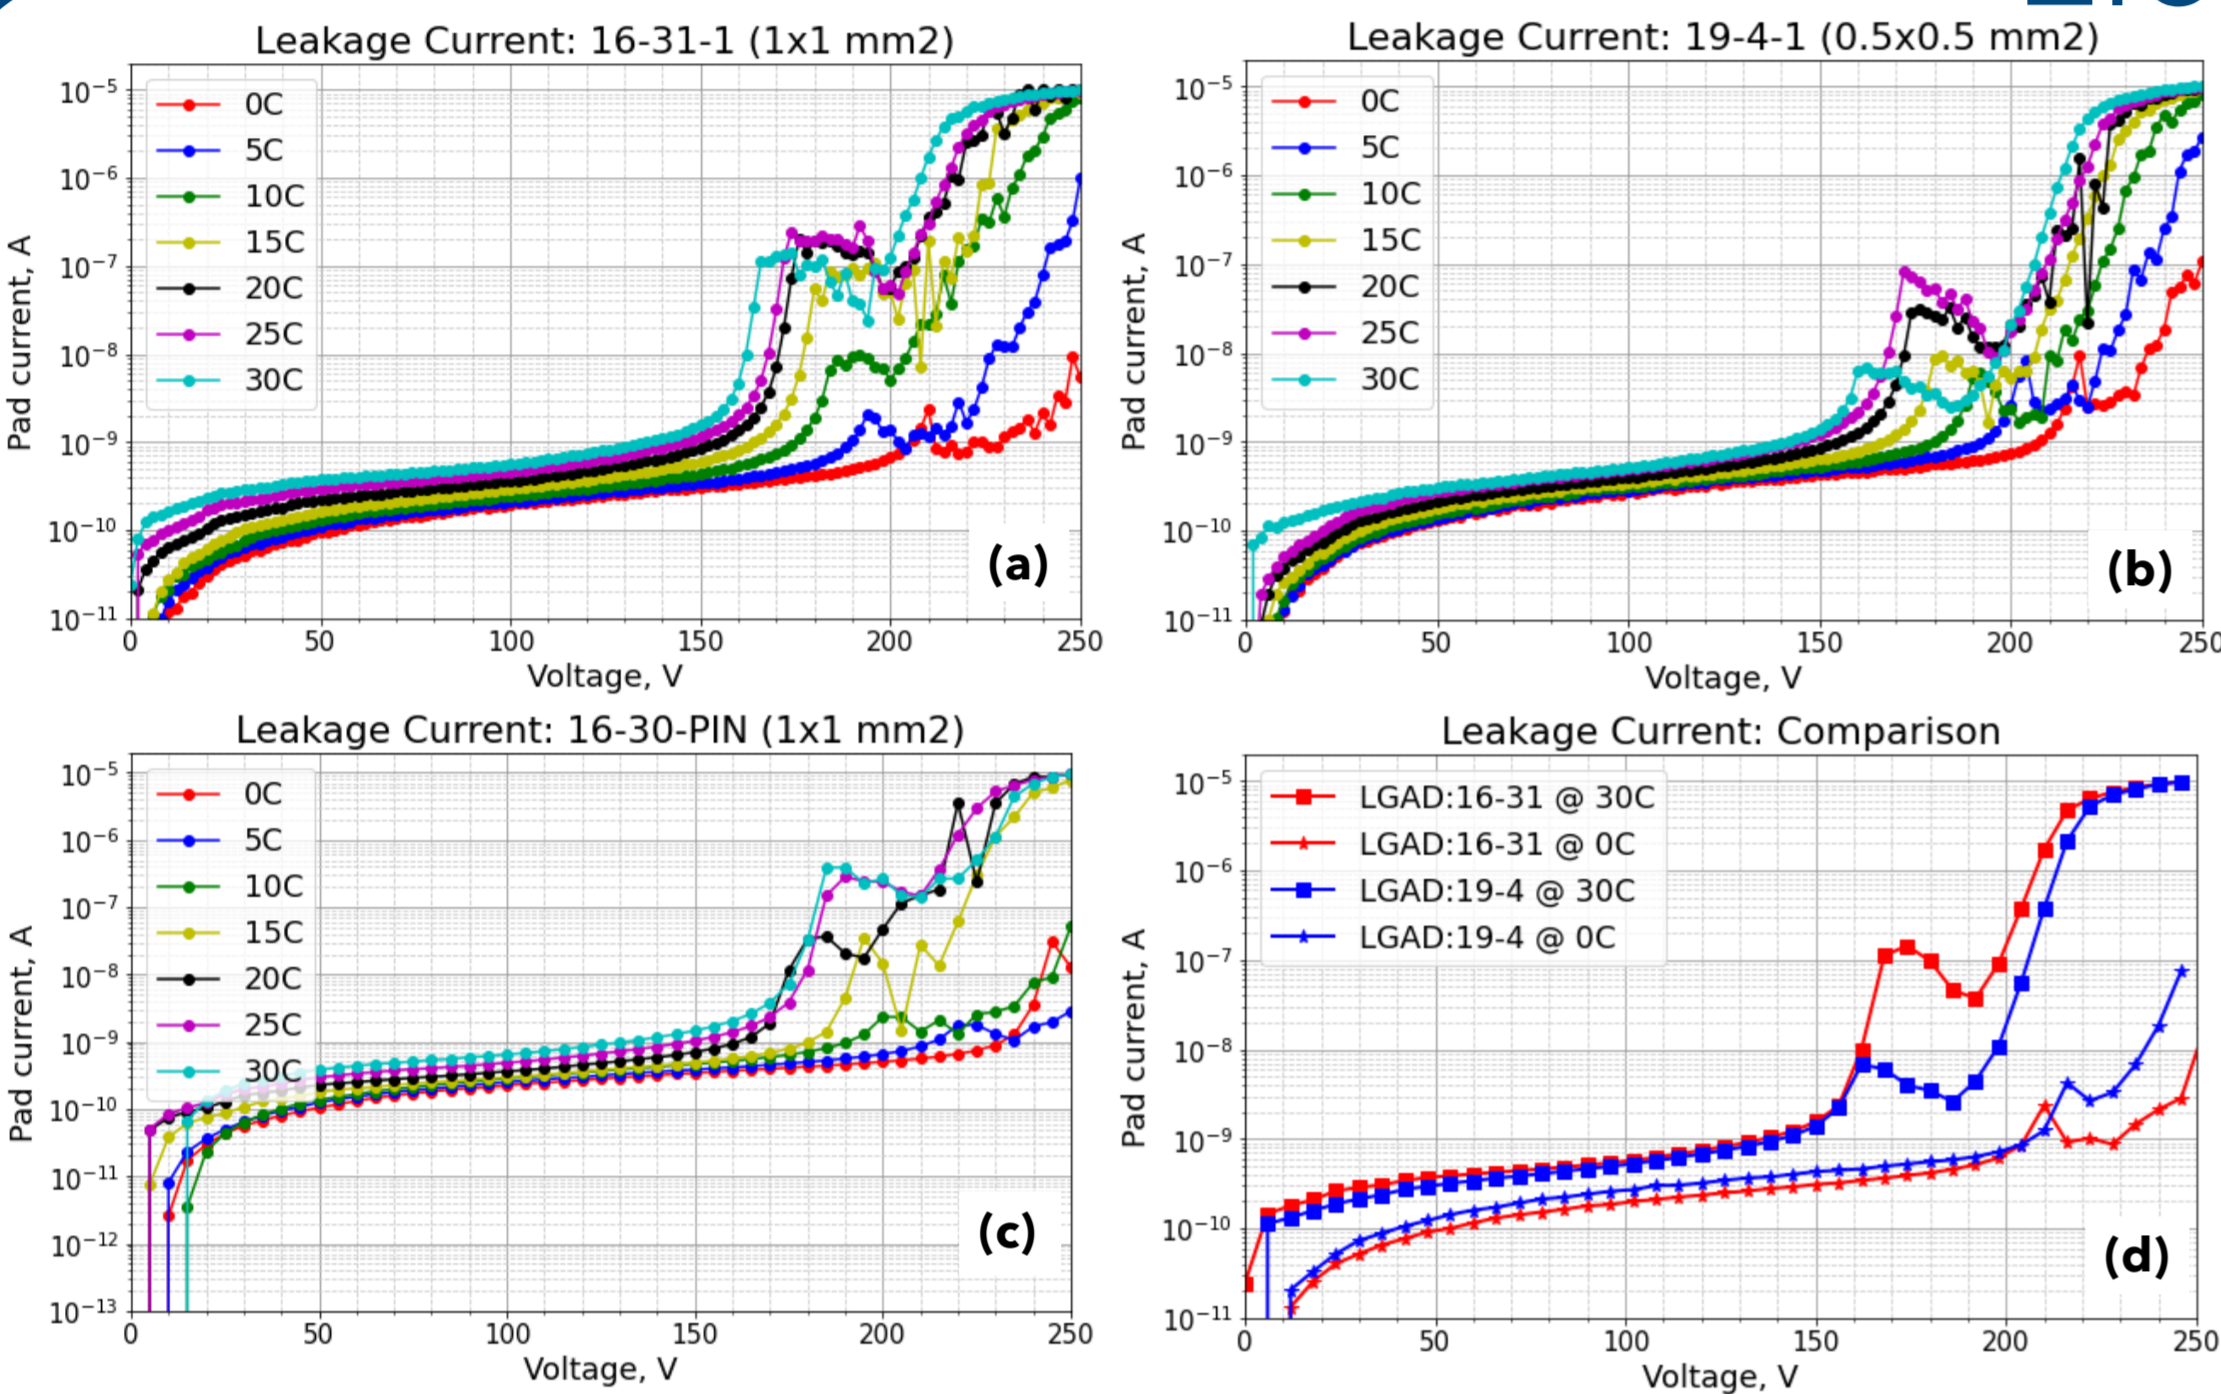 Leakage Current: 16-31-1 (1x1 mm2)
10⁻⁵
10⁻⁶
10⁻⁷
10⁻⁸
10⁻⁹
10⁻¹⁰
10⁻¹¹
Pad current, A
0C
5C
10C
15C
20C
25C
30C
(a)
0 50 100 150 200 250
Voltage, V
Leakage Current: 19-4-1 (0.5x0.5 mm2)
10⁻⁵
10⁻⁶
10⁻⁷
10⁻⁸
10⁻⁹
10⁻¹⁰
10⁻¹¹
Pad current, A
0C
5C
10C
15C
20C
25C
30C
(b)
0 50 100 150 200 250
Voltage, V
Leakage Current: 16-30-PIN (1x1 mm2)
10⁻⁵
10⁻⁶
10⁻⁷
10⁻⁸
10⁻⁹
10⁻¹⁰
10⁻¹¹
10⁻¹²
10⁻¹³
Pad current, A
0C
5C
10C
15C
20C
25C
30C
(c)
0 50 100 150 200 250
Voltage, V
Leakage Current: Comparison
10⁻⁵
10⁻⁶
10⁻⁷
10⁻⁸
10⁻⁹
10⁻¹⁰
10⁻¹¹
Pad current, A
LGAD:16-31 @ 30C
LGAD:16-31 @ 0C
LGAD:19-4 @ 30C
LGAD:19-4 @ 0C
(d)
0 50 100 150 200 250
Voltage, V